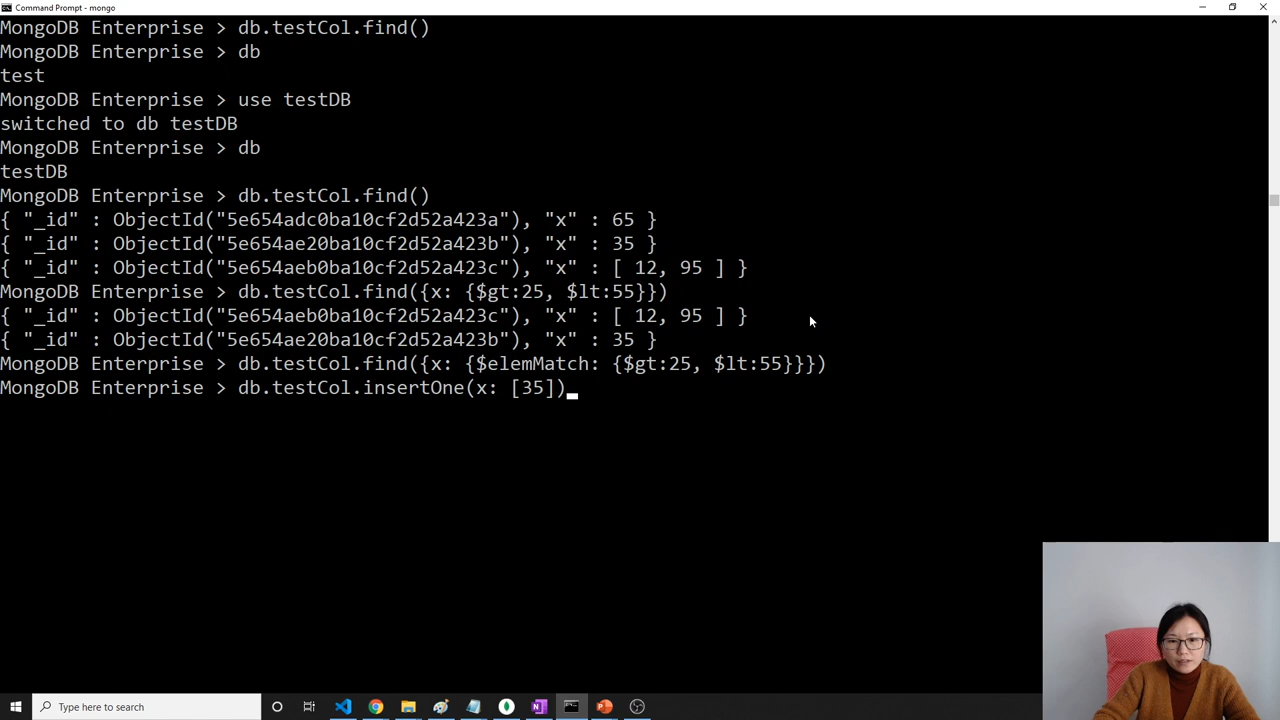 Command Prompt - mongo
MongoDB Enterprise > db.testCol.find()
MongoDB Enterprise > db
test
MongoDB Enterprise > use testDB
switched to db testDB
MongoDB Enterprise > db
testDB
MongoDB Enterprise > db.testCol.find()
{ "_id" : ObjectId("5e654adc0ba10cf2d52a423a"), "x" : 65 }
{ "_id" : ObjectId("5e654ae20ba10cf2d52a423b"), "x" : 35 }
{ "_id" : ObjectId("5e654aeb0ba10cf2d52a423c"), "x" : [ 12, 95 ] }
MongoDB Enterprise > db.testCol.find({x: {$gt:25, $lt:55}})
{ "_id" : ObjectId("5e654aeb0ba10cf2d52a423c"), "x" : [ 12, 95 ] }
{ "_id" : ObjectId("5e654ae20ba10cf2d52a423b"), "x" : 35 }
MongoDB Enterprise > db.testCol.find({x: {$elemMatch: {$gt:25, $lt:55}}})
MongoDB Enterprise > db.testCol.insertOne(x: [35])
Type here to search